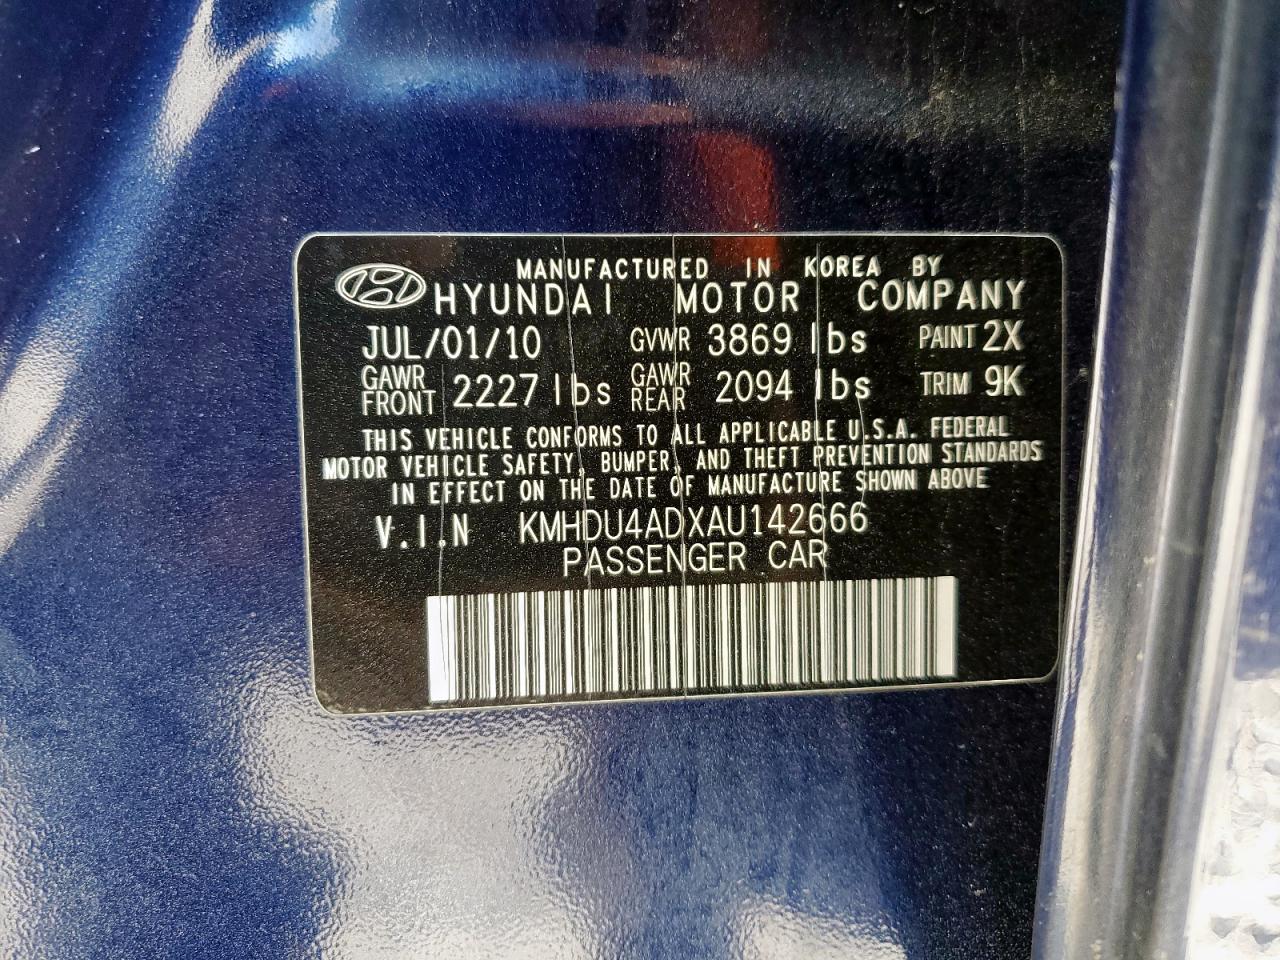 MANUFACTURED IN KOREA BY
HYUNDAI MOTOR COMPANY
JUL/01/10 GVWR 3869 lbs PAINT 2X
GAWR FRONT 2227 lbs GAWR REAR 2094 lbs TRIM 9K
THIS VEHICLE CONFORMS TO ALL APPLICABLE U.S.A. FEDERAL
MOTOR VEHICLE SAFETY, BUMPER, AND THEFT PREVENTION STANDARDS
IN EFFECT ON THE DATE OF MANUFACTURE SHOWN ABOVE
V.I.N KMHDU4ADXAU142666
PASSENGER CAR